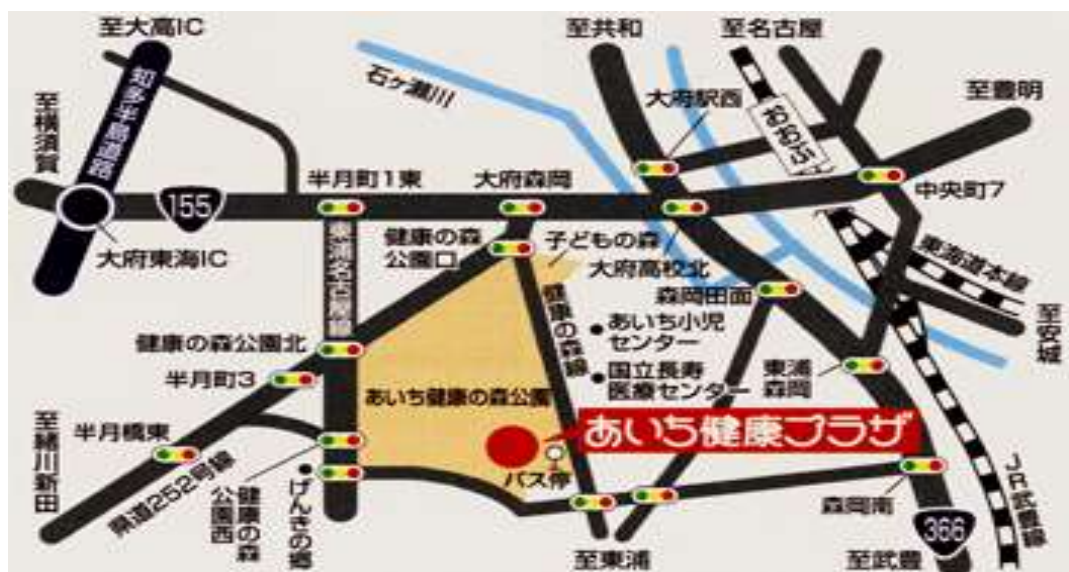 至大高IC
至共和
至名古屋
知多半島道路
石ヶ瀬川
至横須賀
大府駅西
おおぶ
至豊明
155
半月町1東
大府森岡
中央町7
大府東海IC
健康の森
公園口
子どもの森
大府高校北
東海道本線
森岡田面
健康の森線
あいち小児
センター
至安城
健康の森公園北
国立長寿
医療センター
東浦
森岡
半月町3
あいち健康の森公園
あいち健康プラザ
半月橋東
至緒川新田
県道252号線
健康の森
公園西
げんきの郷
バス停
森岡南
JR武豊線
366
至東浦
至武豊